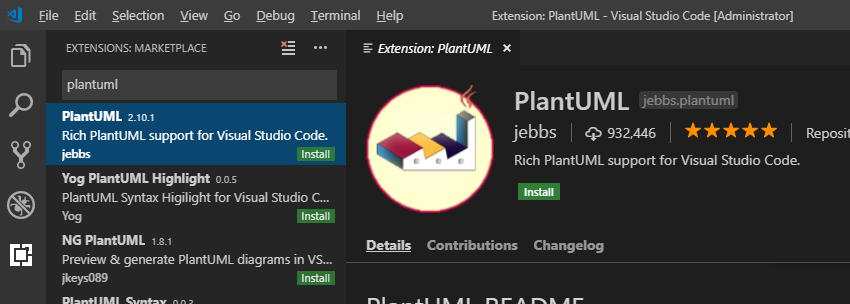 File Edit Selection View Go Debug Terminal Help Extension: PlantUML - Visual Studio Code [Administrator]
EXTENSIONS: MARKETPLACE
plantuml
PlantUML 2.10.1
Rich PlantUML support for Visual Studio Code.
jebbs Install
Yog PlantUML Highlight 0.0.5
PlantUML Syntax Higilight for Visual Studio C...
Yog Install
NG PlantUML 1.8.1
Preview & generate PlantUML diagrams in VS...
jkeys089 Install
PlantUML Syntax 0.0.3
Extension: PlantUML
PlantUML jebbs.plantuml
jebbs 932,446 Reposit
Rich PlantUML support for Visual Studio Code.
Install
Details Contributions Changelog
PlantUML README